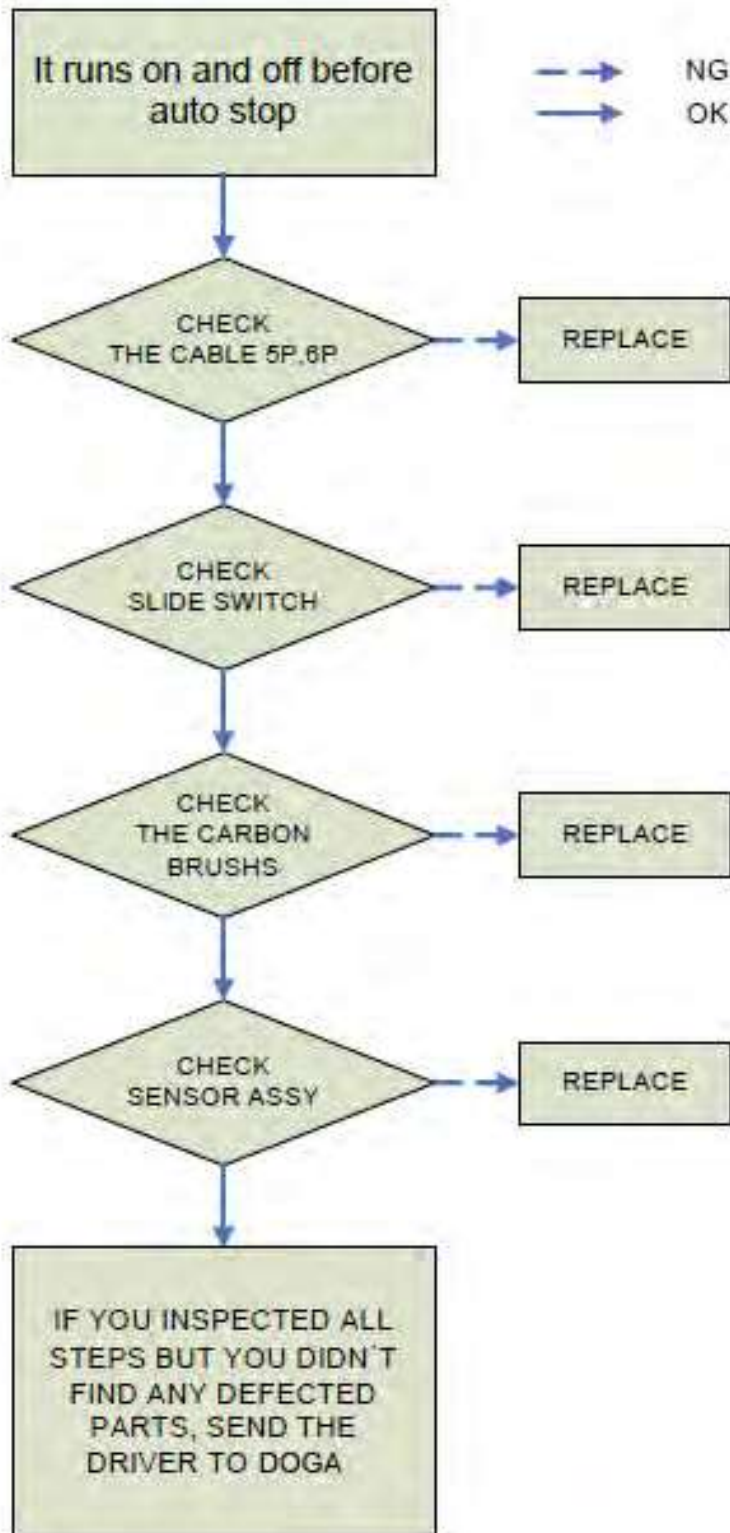 It runs on and off before
auto stop
NG
OK
CHECK
THE CABLE 5P,6P
REPLACE
CHECK
SLIDE SWITCH
REPLACE
CHECK
THE CARBON
BRUSHS
REPLACE
CHECK
SENSOR ASSY
REPLACE
IF YOU INSPECTED ALL
STEPS BUT YOU DIDN´T
FIND ANY DEFECTED
PARTS, SEND THE
DRIVER TO DOGA